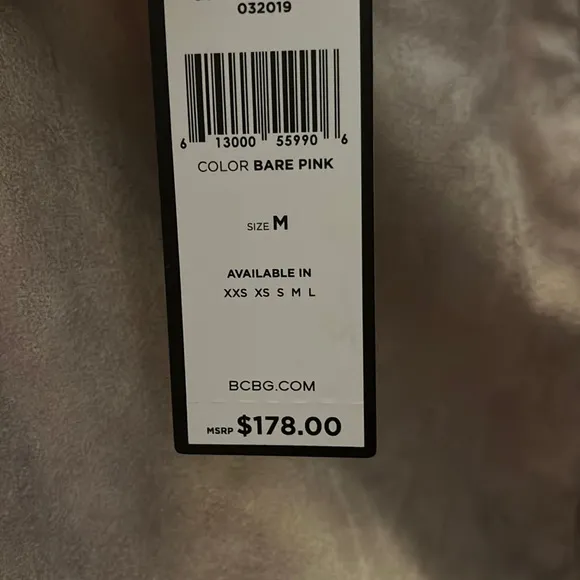 032019
6 13000 55990 6
COLOR BARE PINK
SIZE M
AVAILABLE IN
XXS XS S M L
BCBG.COM
MSRP $178.00